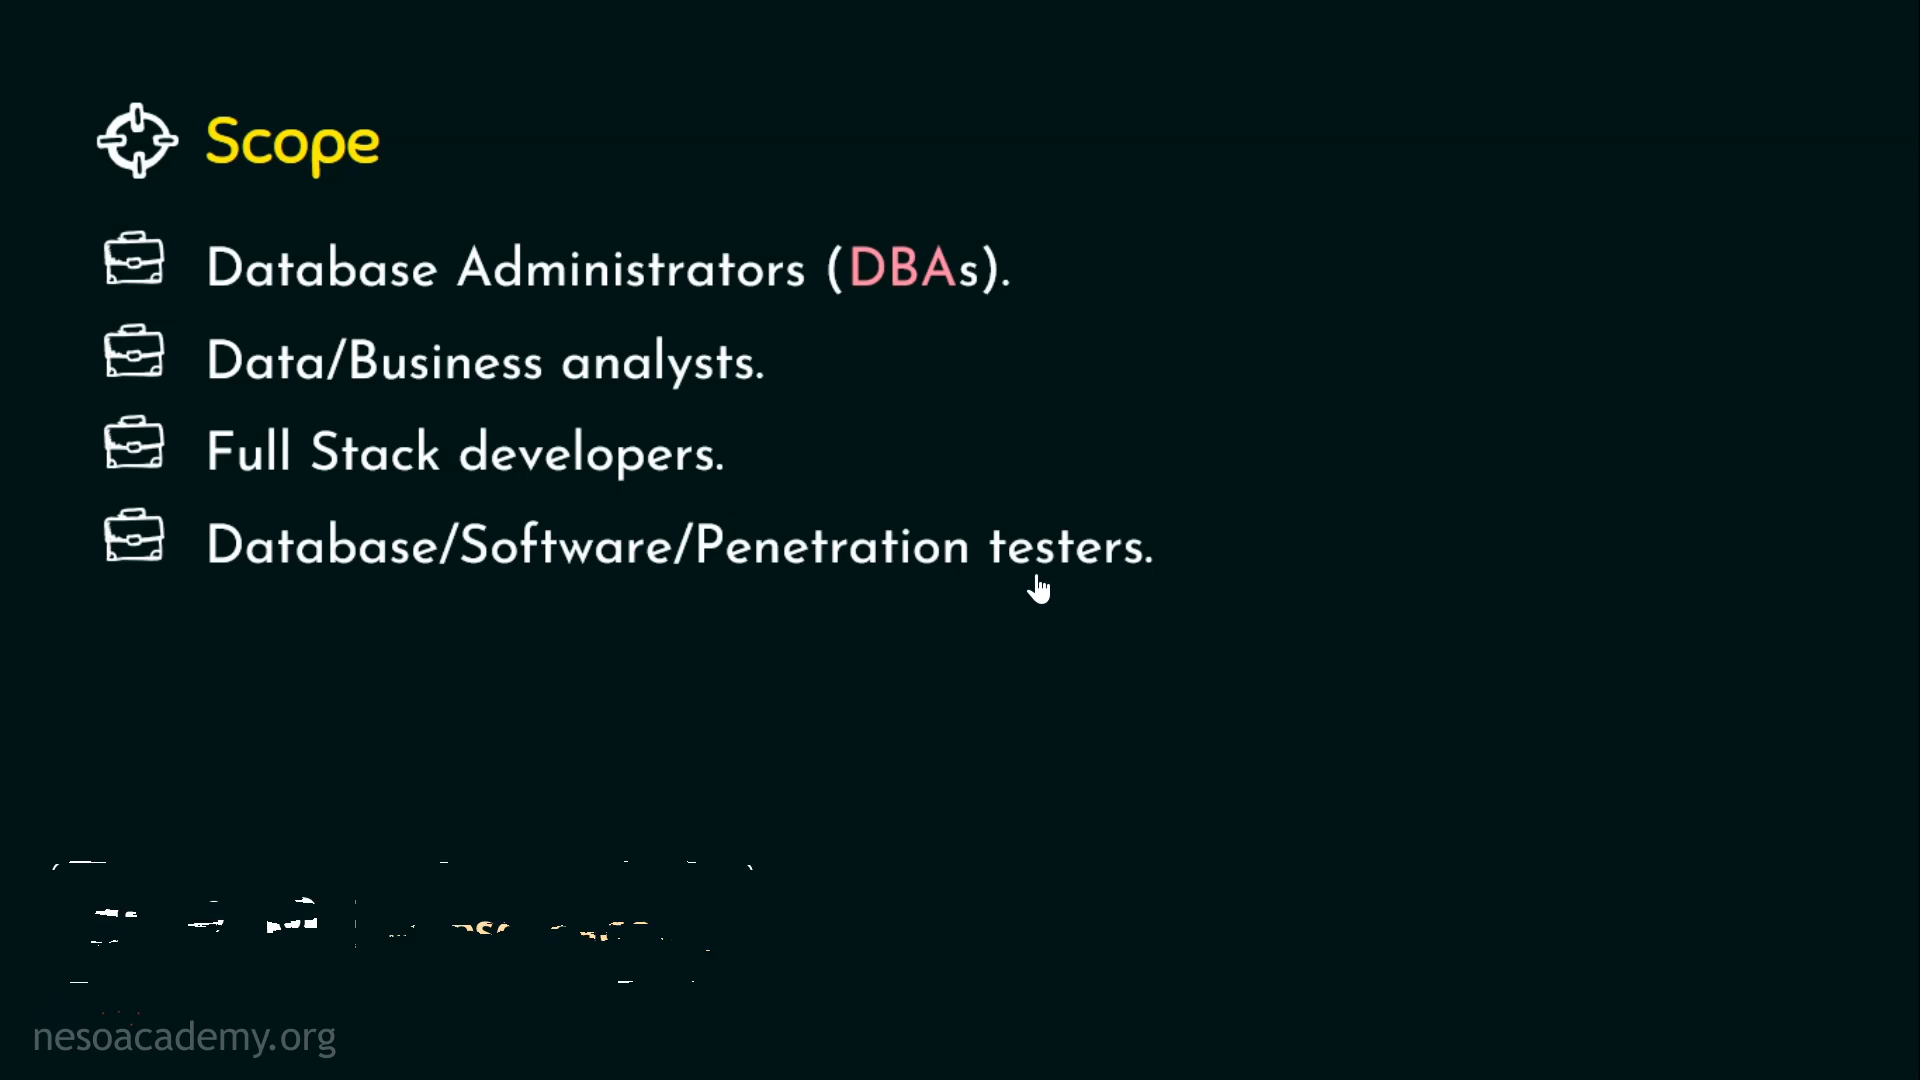 Scope
Database Administrators (DBAs).
Data/Business analysts.
Full Stack developers.
Database/Software/Penetration testers.
nesoacademy.org